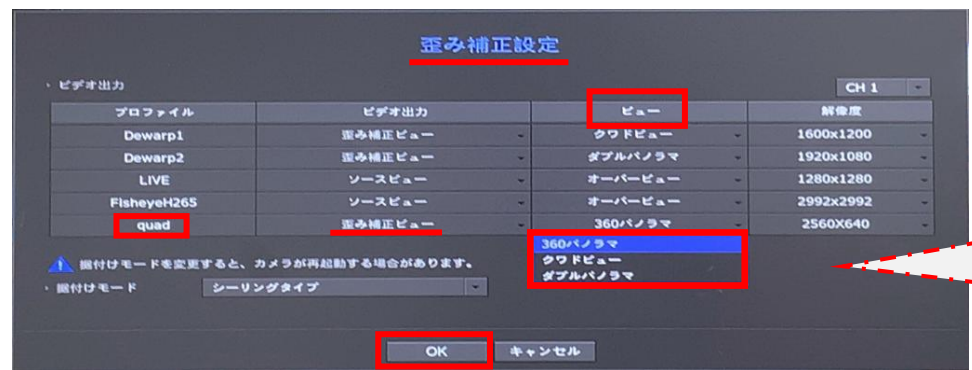 歪み補正設定
ビデオ出力
CH 1
プロファイル ビデオ出力 ビュー 解像度
Dewarp1 歪み補正ビュー クワドビュー 1600x1200
Dewarp2 歪み補正ビュー ダブルパノラマ 1920x1080
LIVE ソースビュー オーバービュー 1280x1280
FisheyeH265 ソースビュー オーバービュー 2992x2992
quad 歪み補正ビュー 360パノラマ 2560X640
360パノラマ
クワドビュー
ダブルパノラマ
据付けモードを変更すると、カメラが再起動する場合があります。
据付けモード シーリングタイプ
OK キャンセル